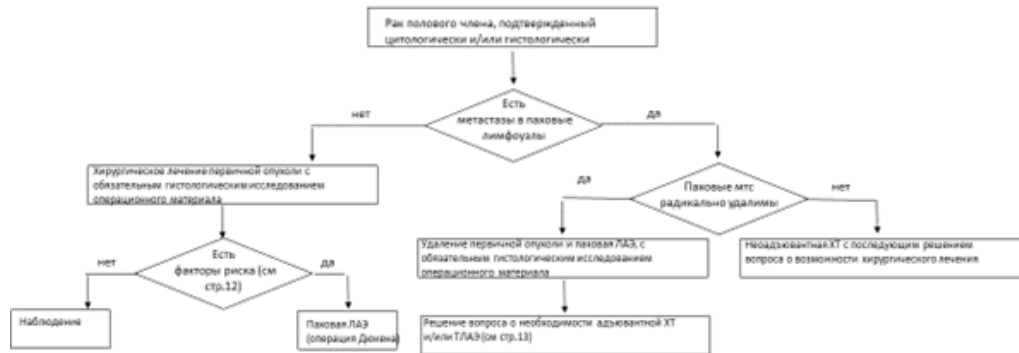 Рак полового члена, подтвержденный
цитологически и/или гистологически
Есть
метастазы в паховые
лимфоузлы
нет
да
Хирургическое лечение первичной опухоли с
обязательным гистологическим исследованием
операционного материала
Паховые мтс
радикально удалимы
да
нет
Есть
факторы риска (см
стр.12)
нет
да
Удаление первичной опухоли и паховая ЛАЭ, с
обязательным гистологическим исследованием
операционного материала
Неоадъювантная ХТ с последующим решением
вопроса о возможности хирургического лечения
Наблюдение
Паховая ЛАЭ
(операция Дюкена)
Решение вопроса о необходимости адъювантной ХТ
и/или ТЛАЭ (см стр.13)